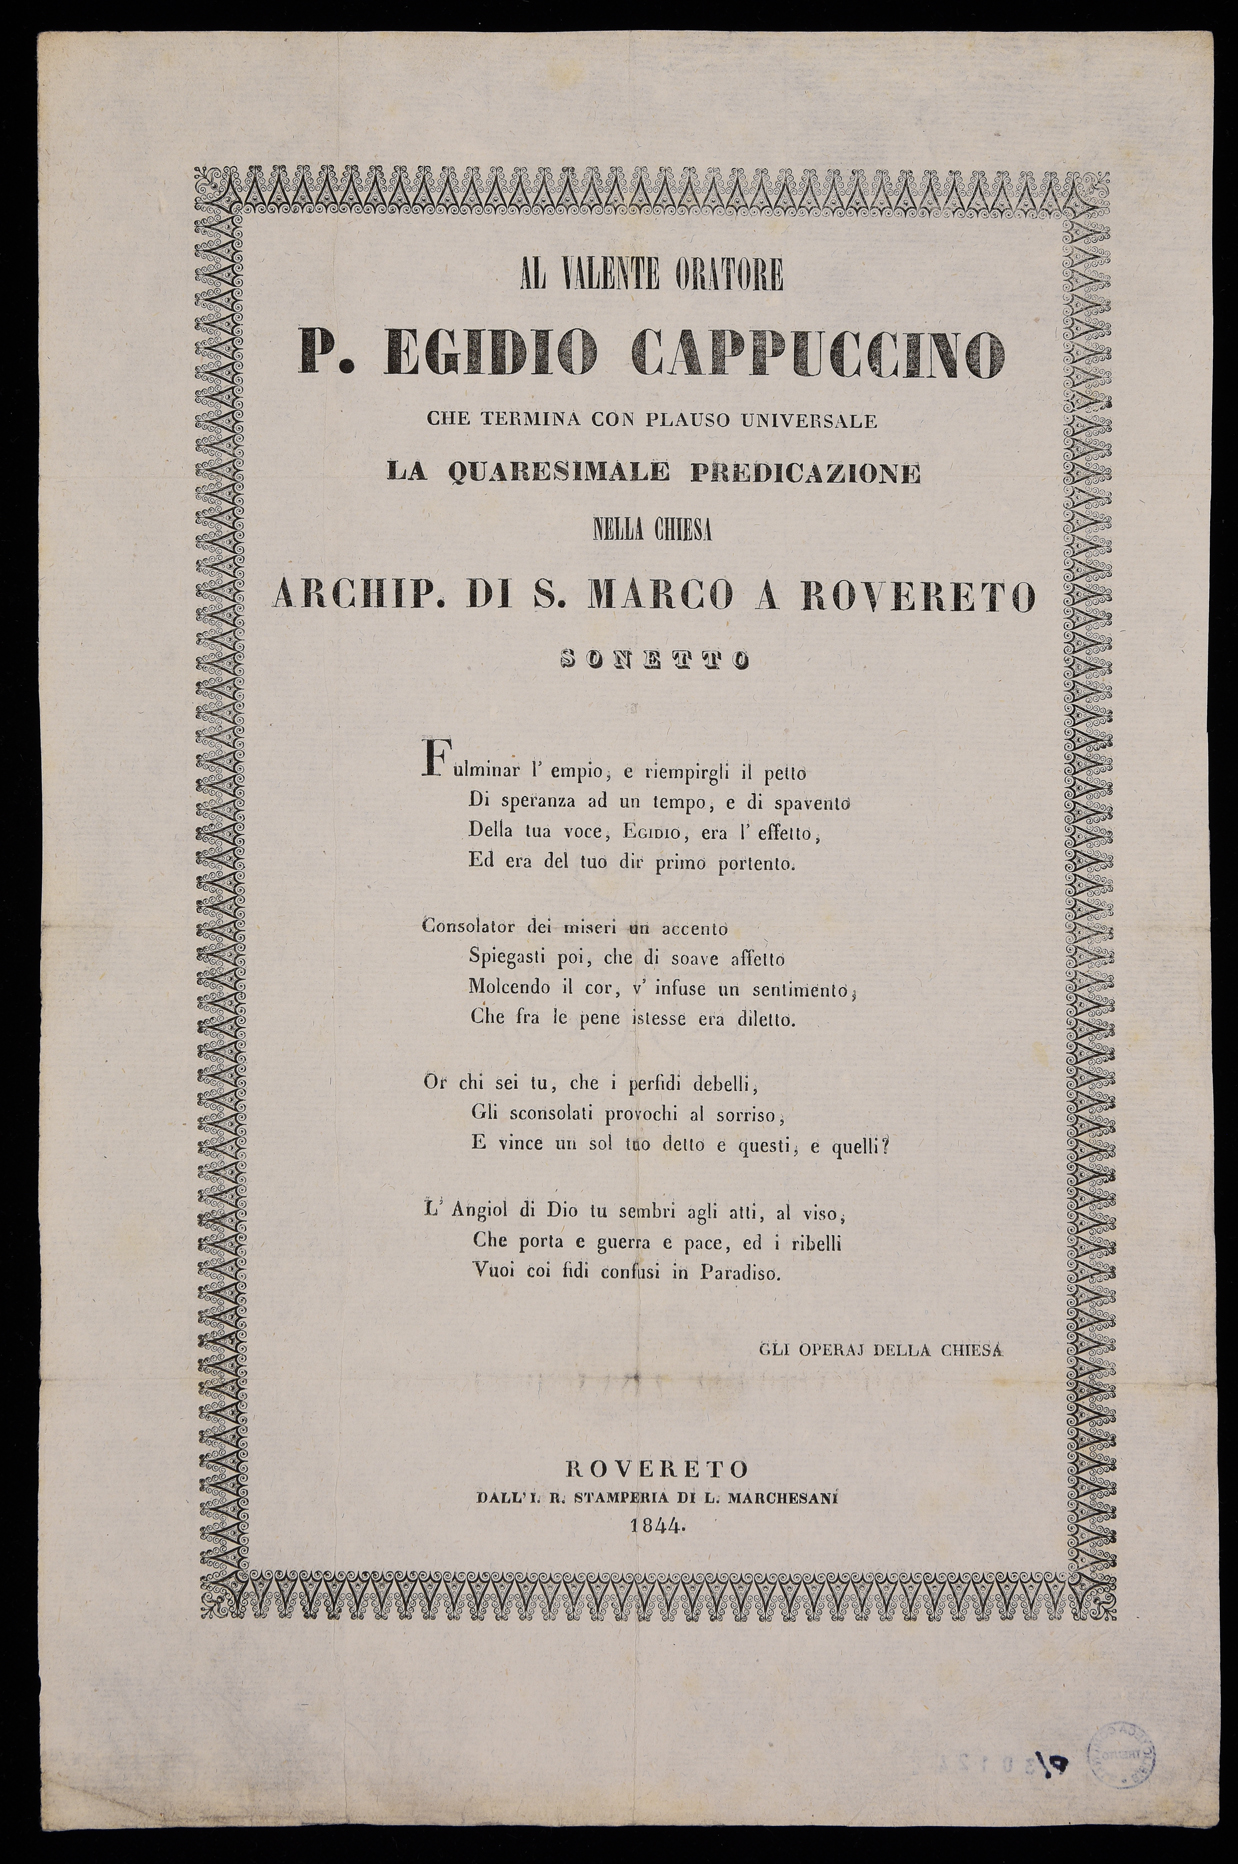 AL VALENTE ORATORE
P. EGIDIO CAPPUCCINO
CHE TERMINA CON PLAUSO UNIVERSALE
LA QUARESIMALE PREDICAZIONE
NELLA CHIESA
ARCHIP. DI S. MARCO A ROVERETO
SONETTO
Fulminar l' empio, e riempirgli il petto
Di speranza ad un tempo, e di spavento
Della tua voce, EGIDIO, era l' effetto,
Ed era del tuo dir primo portento.
Consolator dei miseri un accento
Spiegasti poi, che di soave affetto
Molcendo il cor, v' infuse un sentimento,
Che fra le pene istesse era diletto.
Or chi sei tu, che i perfidi debelli,
Gli sconsolati provochi al sorriso,
E vince un sol tuo detto e questi, e quelli?
L' Angiol di Dio tu sembri agli atti, al viso,
Che porta e guerra e pace, ed i ribelli
Vuoi coi fidi confusi in Paradiso.
GLI OPERAJ DELLA CHIESA
ROVERETO
DALL' I. R. STAMPERIA DI L. MARCHESANI
1844.